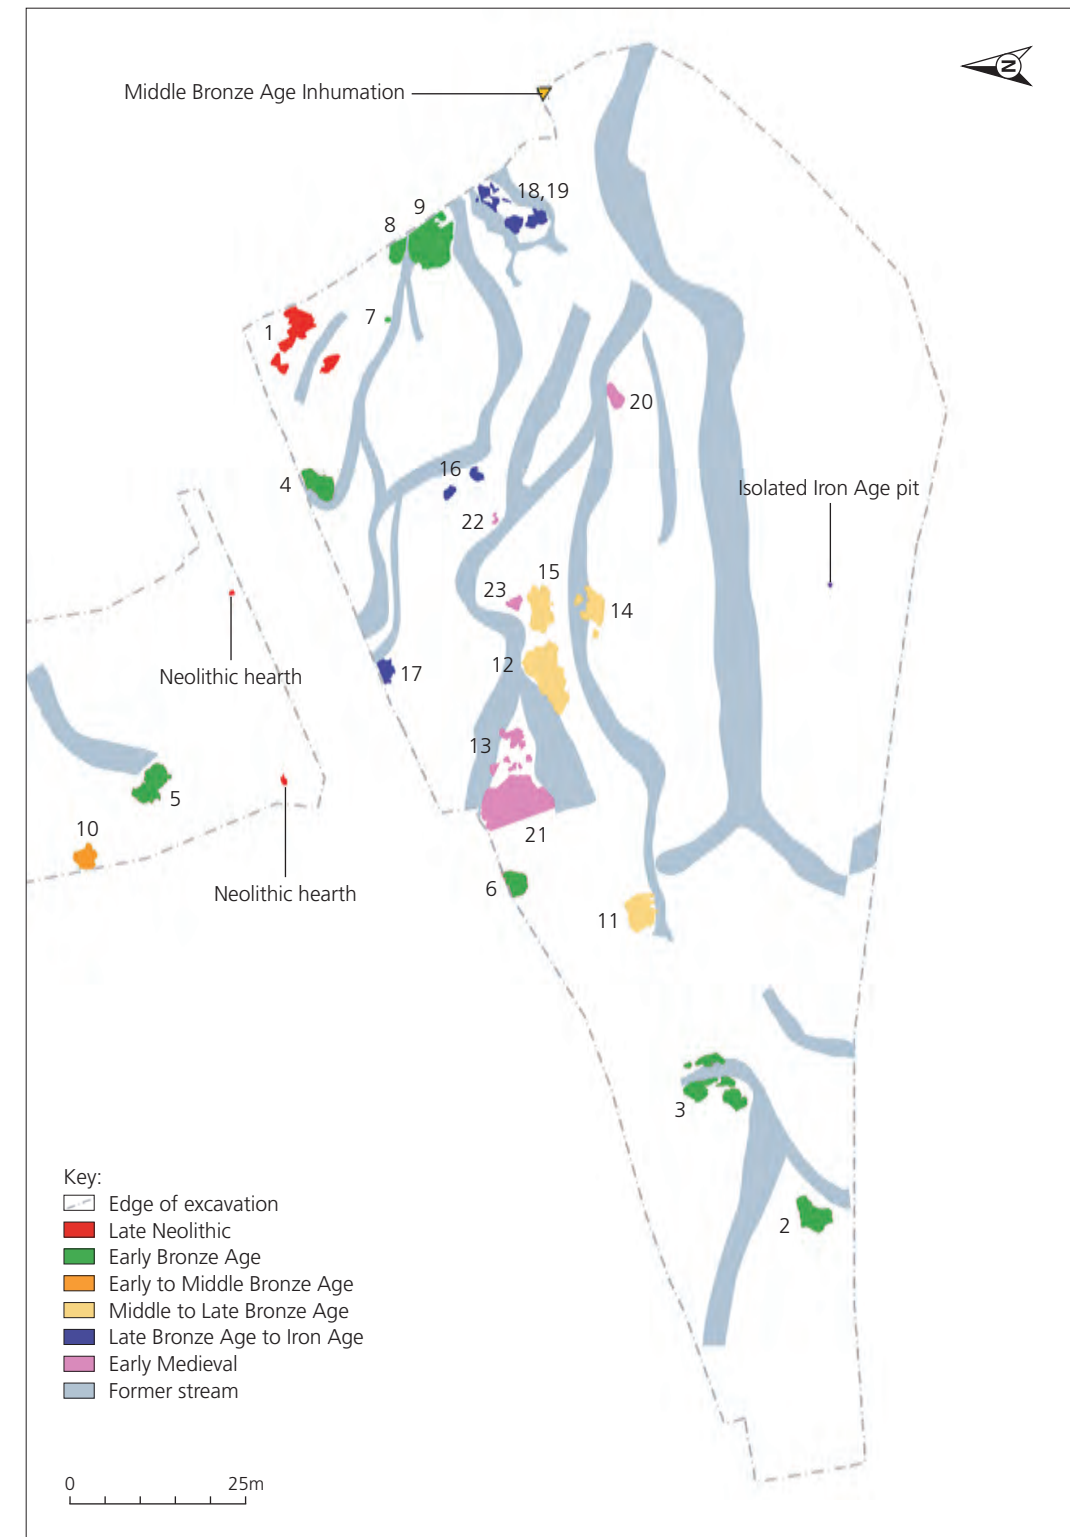 N
Middle Bronze Age Inhumation
18,19
9
8
7
1
20
16
4
Isolated Iron Age pit
22
15
23
14
12
17
Neolithic hearth
13
5
10
21
6
Neolithic hearth
11
3
2
Key:
Edge of excavation
Late Neolithic
Early Bronze Age
Early to Middle Bronze Age
Middle to Late Bronze Age
Late Bronze Age to Iron Age
Early Medieval
Former stream
0 25m